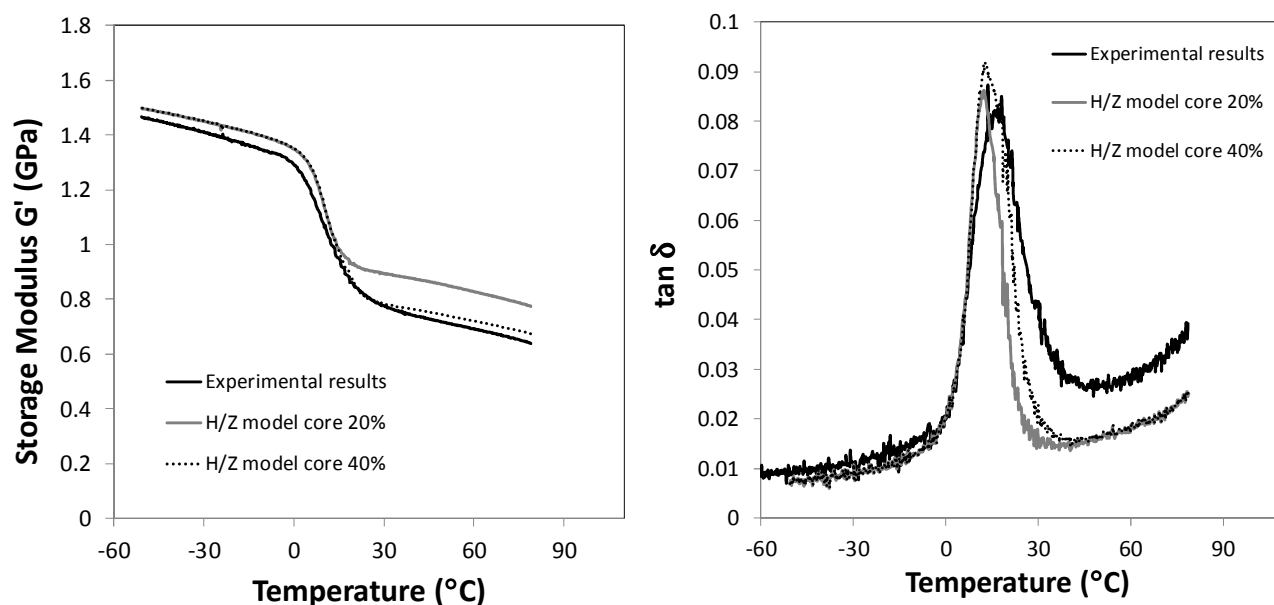 Storage Modulus G' (GPa)
1.8
1.6
1.4
1.2
1
0.8
0.6
0.4
0.2
0
Experimental results
H/Z model core 20%
H/Z model core 40%
-60 -30 0 30 60 90
Temperature (°C)
tan δ
0.09
0.08
0.07
0.06
0.05
0.04
0.03
0.02
0.01
0
Experimental results
H/Z model core 20%
H/Z model core 40%
-60 -30 0 30 60 90
Temperature (°C)